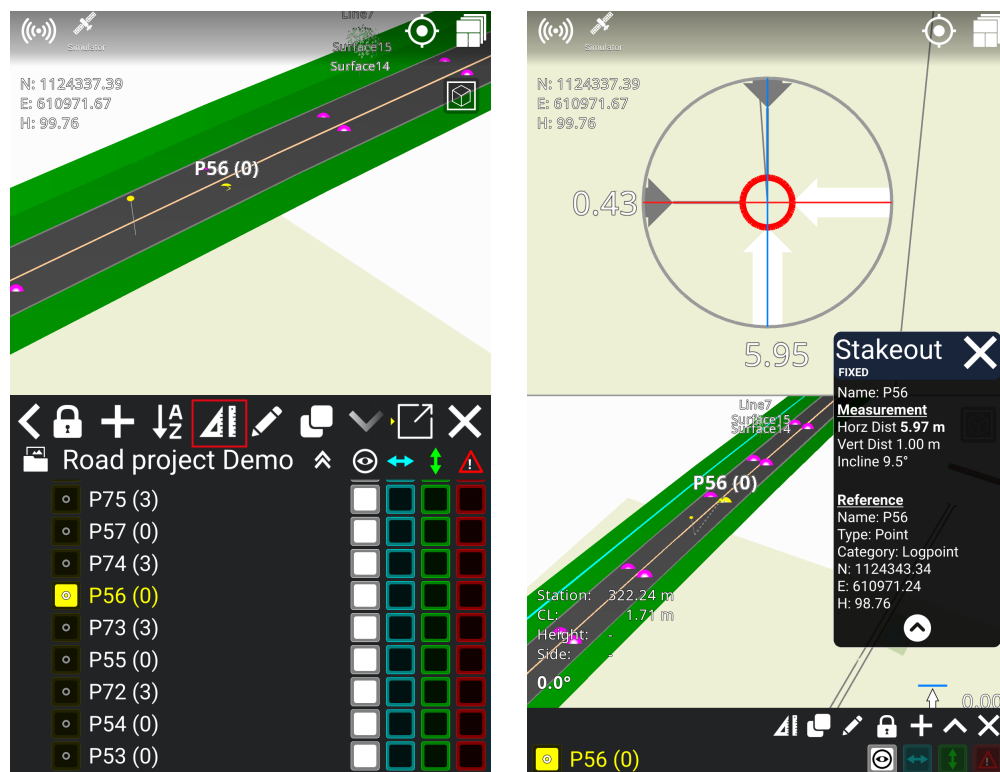 Line7
Simulator
Surface15
Surface14
N: 1124337.39
E: 610971.67
H: 99.76
P56 (0)
A
Z
Road project Demo
P75 (3)
P57 (0)
P74 (3)
P56 (0)
P73 (3)
P55 (0)
P72 (3)
P54 (0)
P53 (0)
Simulator
N: 1124337.39
E: 610971.67
H: 99.76
0.43
5.95
Stakeout
FIXED
Name: P56
Measurement
Horz Dist 5.97 m
Vert Dist 1.00 m
Incline 9.5°
Reference
Name: P56
Type: Point
Category: Logpoint
N: 1124343.34
E: 610971.24
H: 98.76
Line7
Surface15
Surface14
P56 (0)
Station: 322.24 m
CL: 1.71 m
Height: -
Side: -
0.0°
0.00
P56 (0)